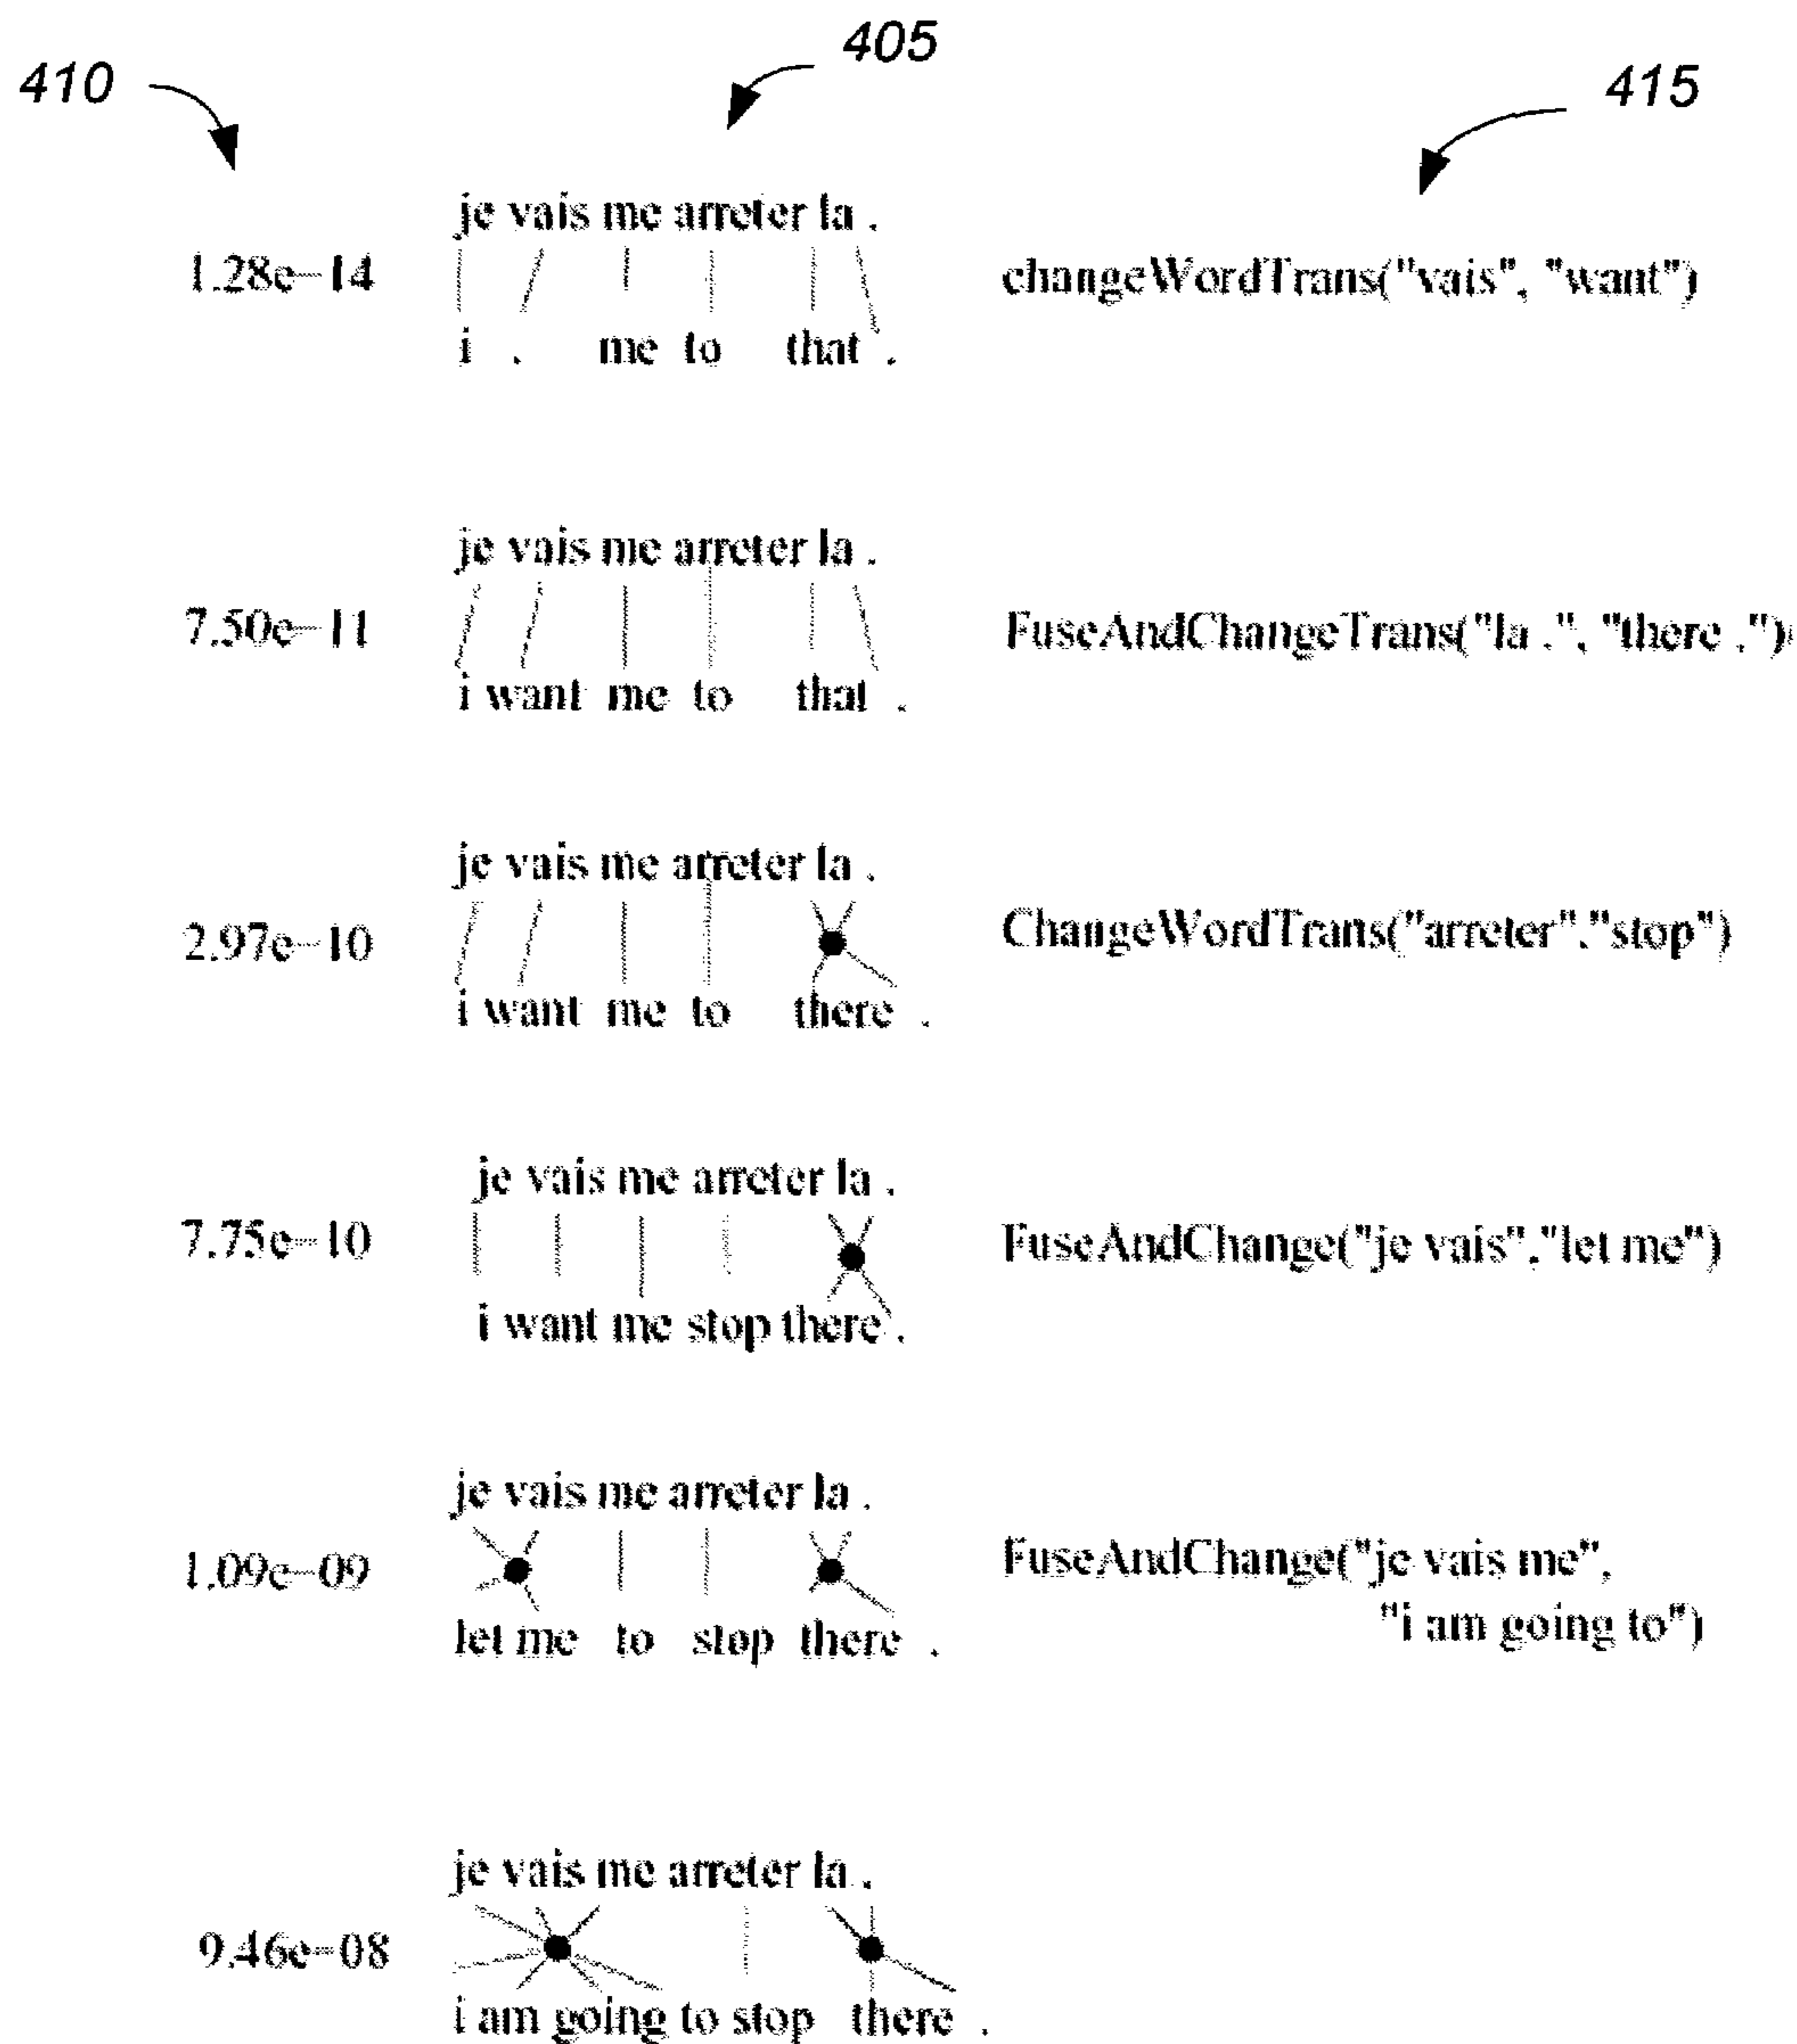 405
410
415
je vais me arreter la .
1.28e-14 changeWordTrans("vais", "want")
i . me to that .
je vais me arreter la .
7.50e-11 FuseAndChangeTrans("la .", "there .")
i want me to that .
je vais me arreter la .
2.97e-10 ChangeWordTrans("arreter","stop")
i want me to there .
je vais me arreter la .
7.75e-10 FuseAndChange("je vais","let me")
i want me stop there .
je vais me arreter la .
1.09e-09 FuseAndChange("je vais me",
"i am going to")
let me to stop there .
je vais me arreter la .
9.46e-08
i am going to stop there .